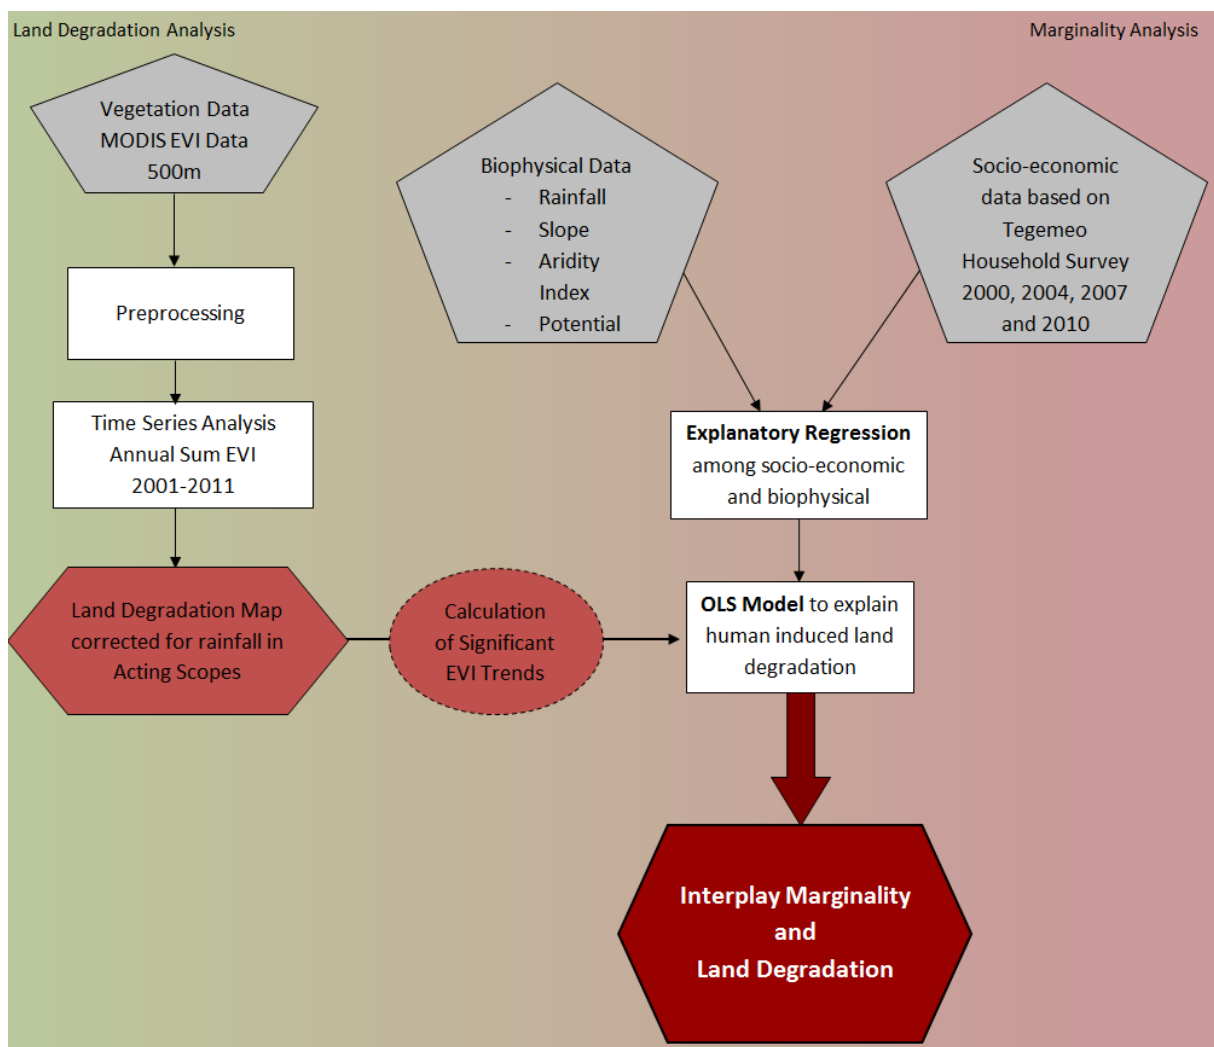 Land Degradation Analysis
Marginality Analysis
Vegetation Data
MODIS EVI Data
500m
Preprocessing
Time Series Analysis
Annual Sum EVI
2001-2011
Land Degradation Map
corrected for rainfall in
Acting Scopes
Calculation
of Significant
EVI Trends
Biophysical Data
- Rainfall
- Slope
- Aridity
Index
- Potential
Socio-economic
data based on
Tegemeo
Household Survey
2000, 2004, 2007
and 2010
Explanatory Regression
among socio-economic
and biophysical
OLS Model to explain
human induced land
degradation
Interplay Marginality
and
Land Degradation